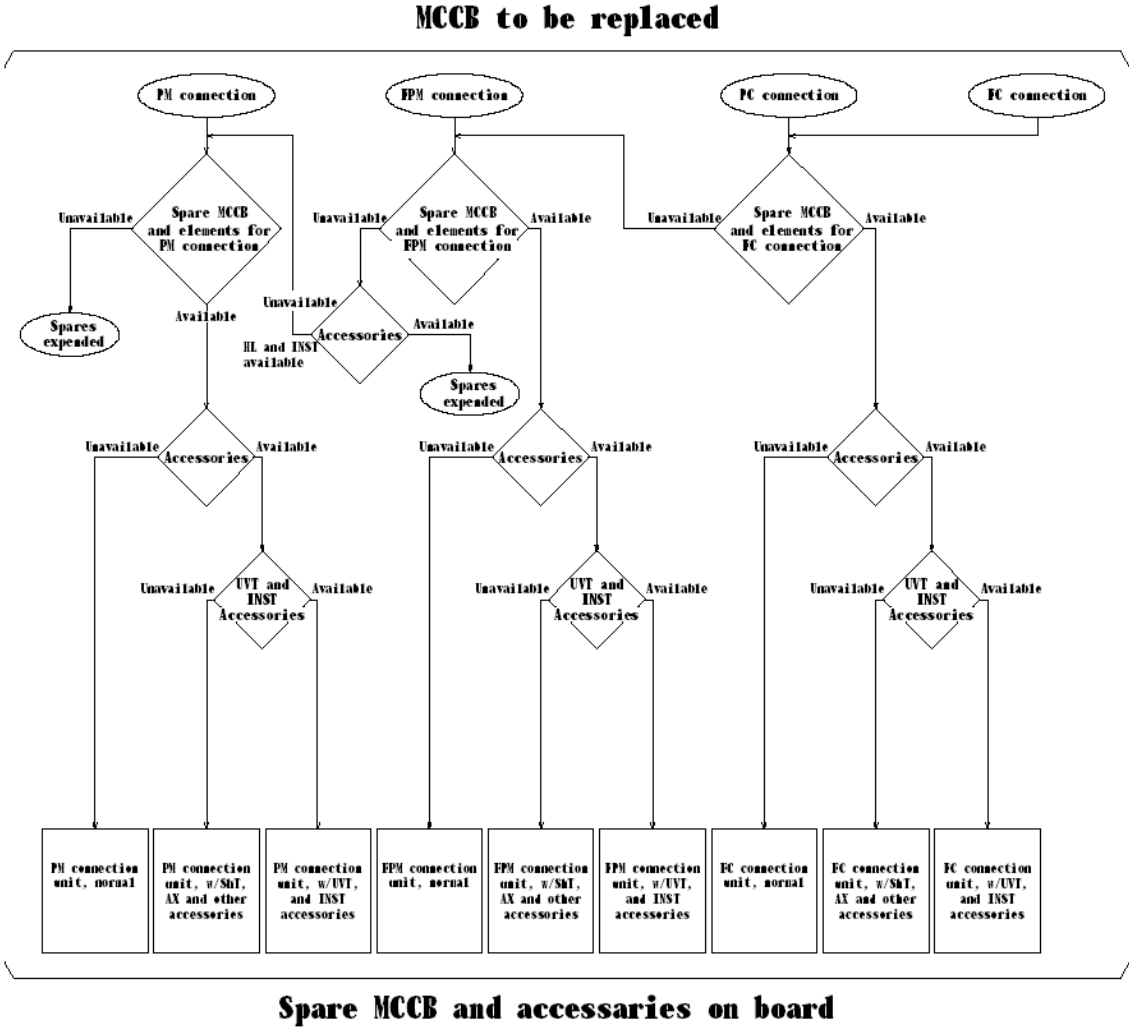 MCCB to be replaced
PM connection
FPM connection
PC connection
FC connection
Unavailable
Spare MCCB
and elements for
PM connection
Unavailable
Spare MCCB
and elements for
FPM connection
Available
Unavailable
Spare MCCB
and elements for
FC connection
Available
Available
Unavailable
Accessories
Available
HL and INST
available
Spares
expended
Spares
expended
Unavailable
Accessories
Available
Unavailable
Accessories
Available
Unavailable
Accessories
Available
Unavailable
UVT and
INST
Accessories
Available
Unavailable
UVT and
INST
Accessories
Available
Unavailable
UVT and
INST
Accessories
Available
PM connection
unit, normal
PM connection
unit, w/ShT,
AX and other
accessories
PM connection
unit, w/UVT,
and INST
accessories
FPM connection
unit, normal
FPM connection
unit, w/ShT,
AX and other
accessories
FPM connection
unit, w/UVT,
and INST
accessories
FC connection
unit, normal
FC connection
unit, w/ShT,
AX and other
accessories
FC connection
unit, w/UVT,
and INST
accessories
Spare MCCB and accessaries on board